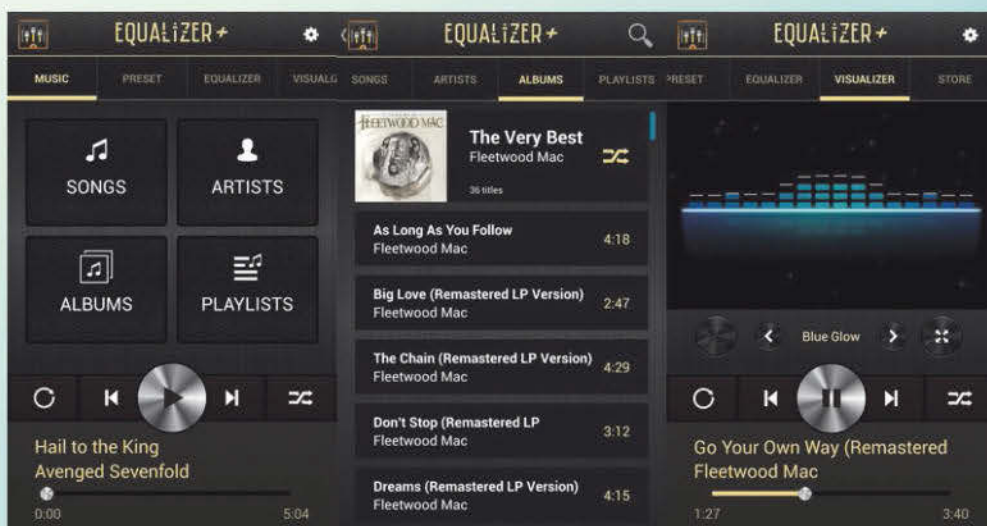 EQUALiZER+
MUSIC PRESET EQUALIZER VISUALG
SONGS
ARTISTS
ALBUMS
PLAYLISTS
Hail to the King
Avenged Sevenfold
0:00 5:04
EQUALiZER+
SONGS ARTISTS ALBUMS PLAYLISTS
FLEETWOOD MAC
The Very Best
Fleetwood Mac
36 titles
As Long As You Follow
Fleetwood Mac
4:18
Big Love (Remastered LP Version)
Fleetwood Mac
2:47
The Chain (Remastered LP Version)
Fleetwood Mac
4:29
Don't Stop (Remastered LP
Fleetwood Mac
3:12
Dreams (Remastered LP Version)
Fleetwood Mac
4:15
EQUALiZER+
PRESET EQUALIZER VISUALIZER STORE
Blue Glow
Go Your Own Way (Remastered
Fleetwood Mac
1:27 3:40